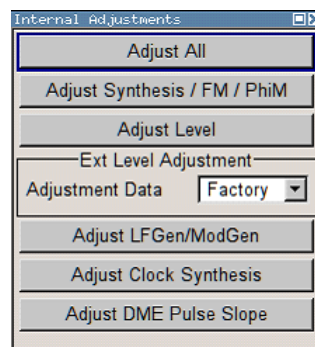 Internal Adjustments
Adjust All
Adjust Synthesis / FM / PhiM
Adjust Level
Ext Level Adjustment
Adjustment Data Factory
Adjust LFGen/ModGen
Adjust Clock Synthesis
Adjust DME Pulse Slope